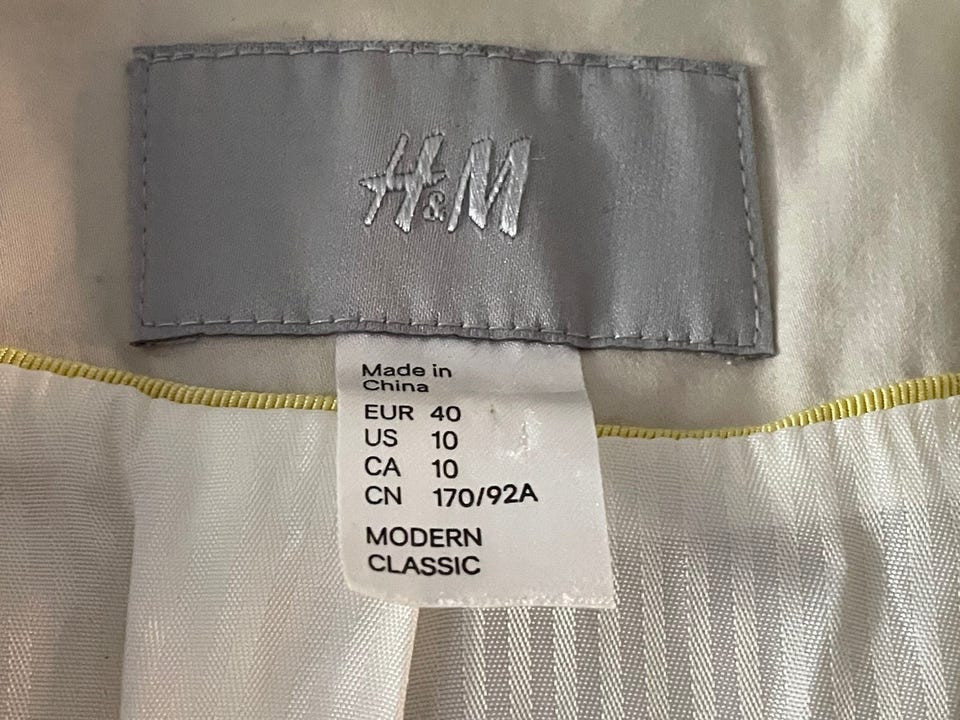 H&M
Made in
China
EUR 40
US 10
CA 10
CN 170/92A
MODERN
CLASSIC